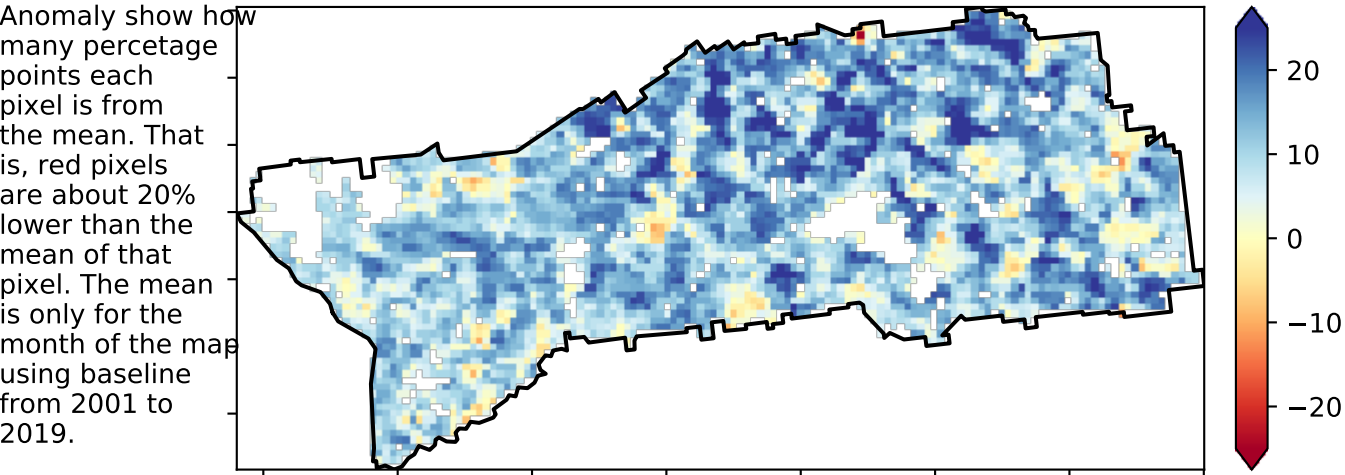 Anomaly show how
many percetage
points each
pixel is from
the mean. That
is, red pixels
are about 20%
lower than the
mean of that
pixel. The mean
is only for the
month of the map
using baseline
from 2001 to
2019.
20
10
0
−10
−20